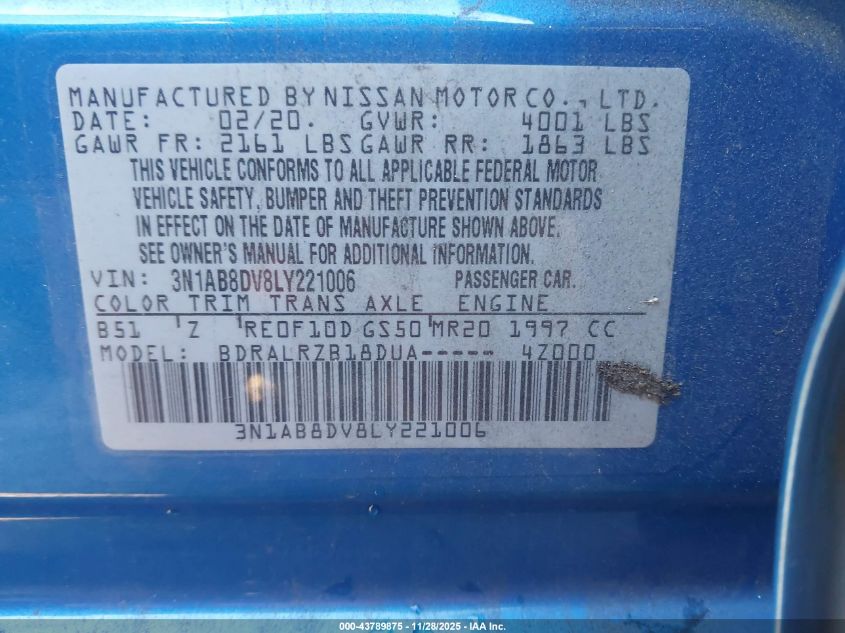 MANUFACTURED BY NISSAN MOTOR CO., LTD.
DATE: 02/20. GVWR: 4001 LBS
GAWR FR: 2161 LBS GAWR RR: 1863 LBS
THIS VEHICLE CONFORMS TO ALL APPLICABLE FEDERAL MOTOR
VEHICLE SAFETY, BUMPER AND THEFT PREVENTION STANDARDS
IN EFFECT ON THE DATE OF MANUFACTURE SHOWN ABOVE.
SEE OWNER'S MANUAL FOR ADDITIONAL INFORMATION.
VIN: 3N1AB8DV8LY221006 PASSENGER CAR.
COLOR TRIM TRANS AXLE ENGINE
B51 'Z 'RE0F10D GS50'MR20 1997 CC
MODEL: BDRALRZB18DUA----- 4Z000
3N1AB8DV8LY221006
000-43789875 - 11/28/2025 - IAA Inc.